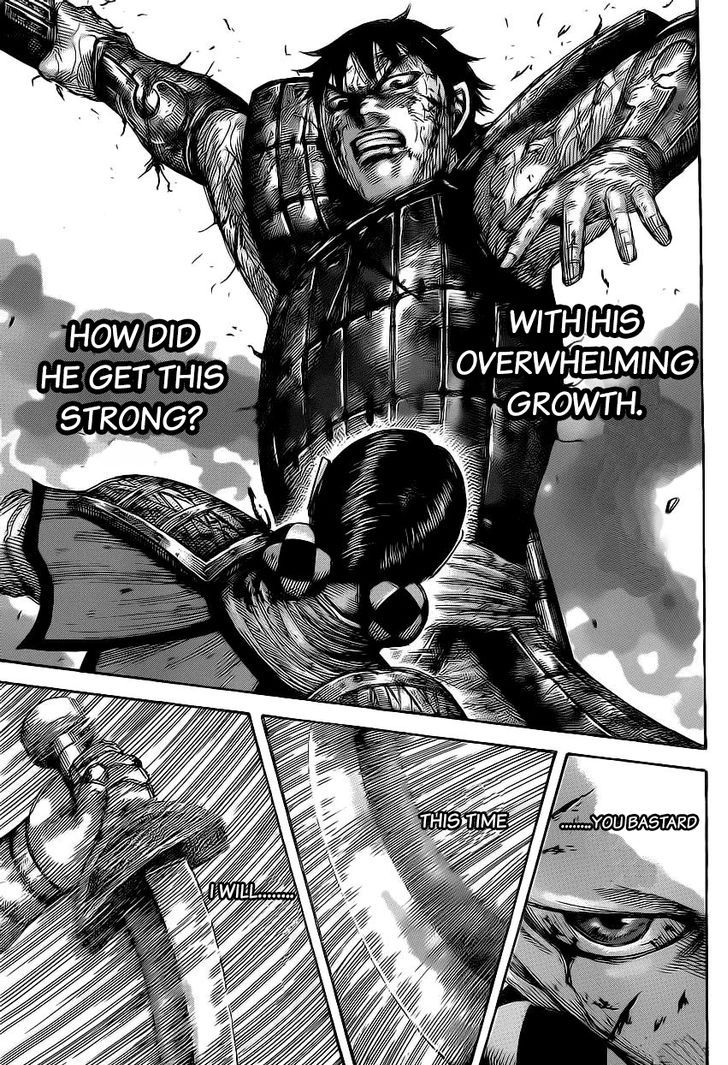 WITH HIS
OVERWHELMING
GROWTH.
HOW DID
HE GET THIS
STRONG?
........YOU BASTARD
THIS TIME
I WILL.........